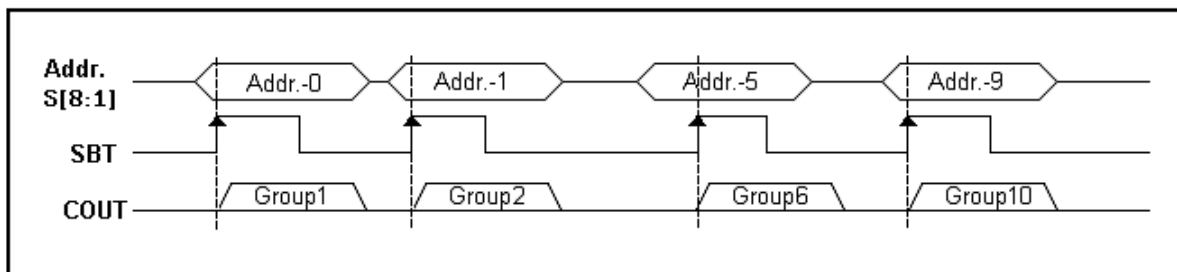 Addr.
S[8:1]
Addr.-0 Addr.-1 Addr.-5 Addr.-9
SBT
COUT
Group1 Group2 Group6 Group10